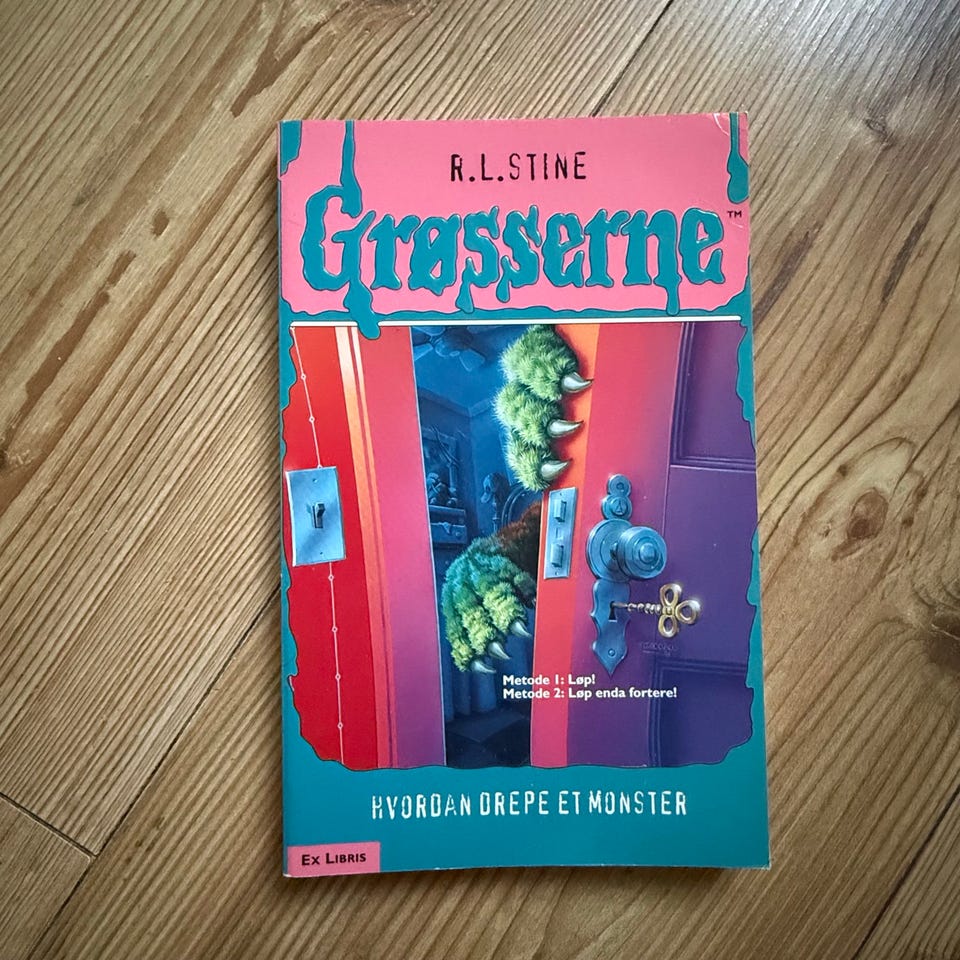 R.L.STINE
Grøsserne™
Metode 1: Løp!
Metode 2: Løp enda fortere!
HVORDAN DREPE ET MONSTER
EX LIBRIS